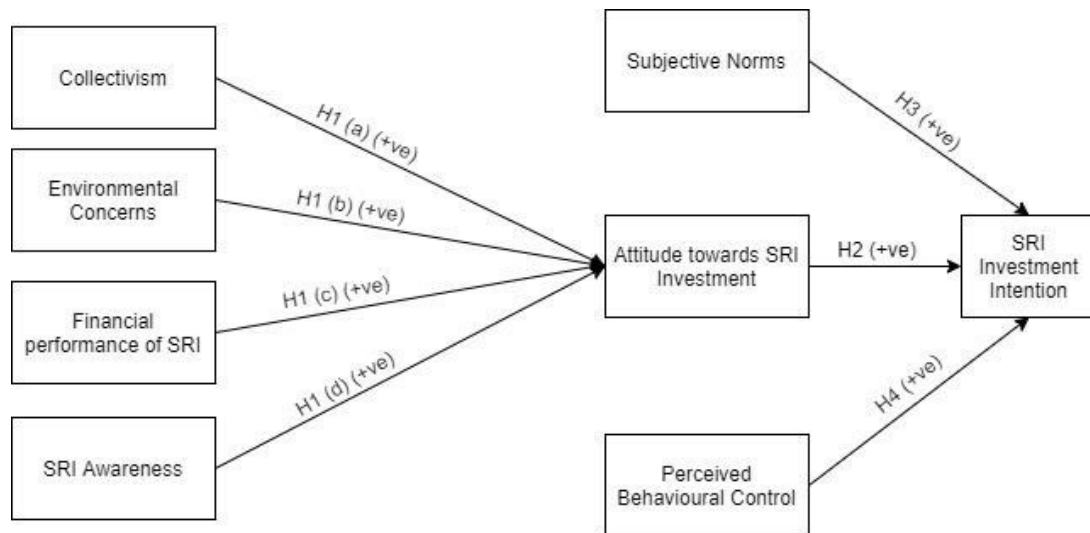 Collectivism
H1 (a) (+ve)
Environmental
Concerns
H1 (b) (+ve)
Financial
performance of SRI
H1 (c) (+ve)
SRI Awareness
H1 (d) (+ve)
Subjective Norms
H3 (+ve)
Attitude towards SRI
Investment
H2 (+ve)
Perceived
Behavioural Control
H4 (+ve)
SRI
Investment
Intention